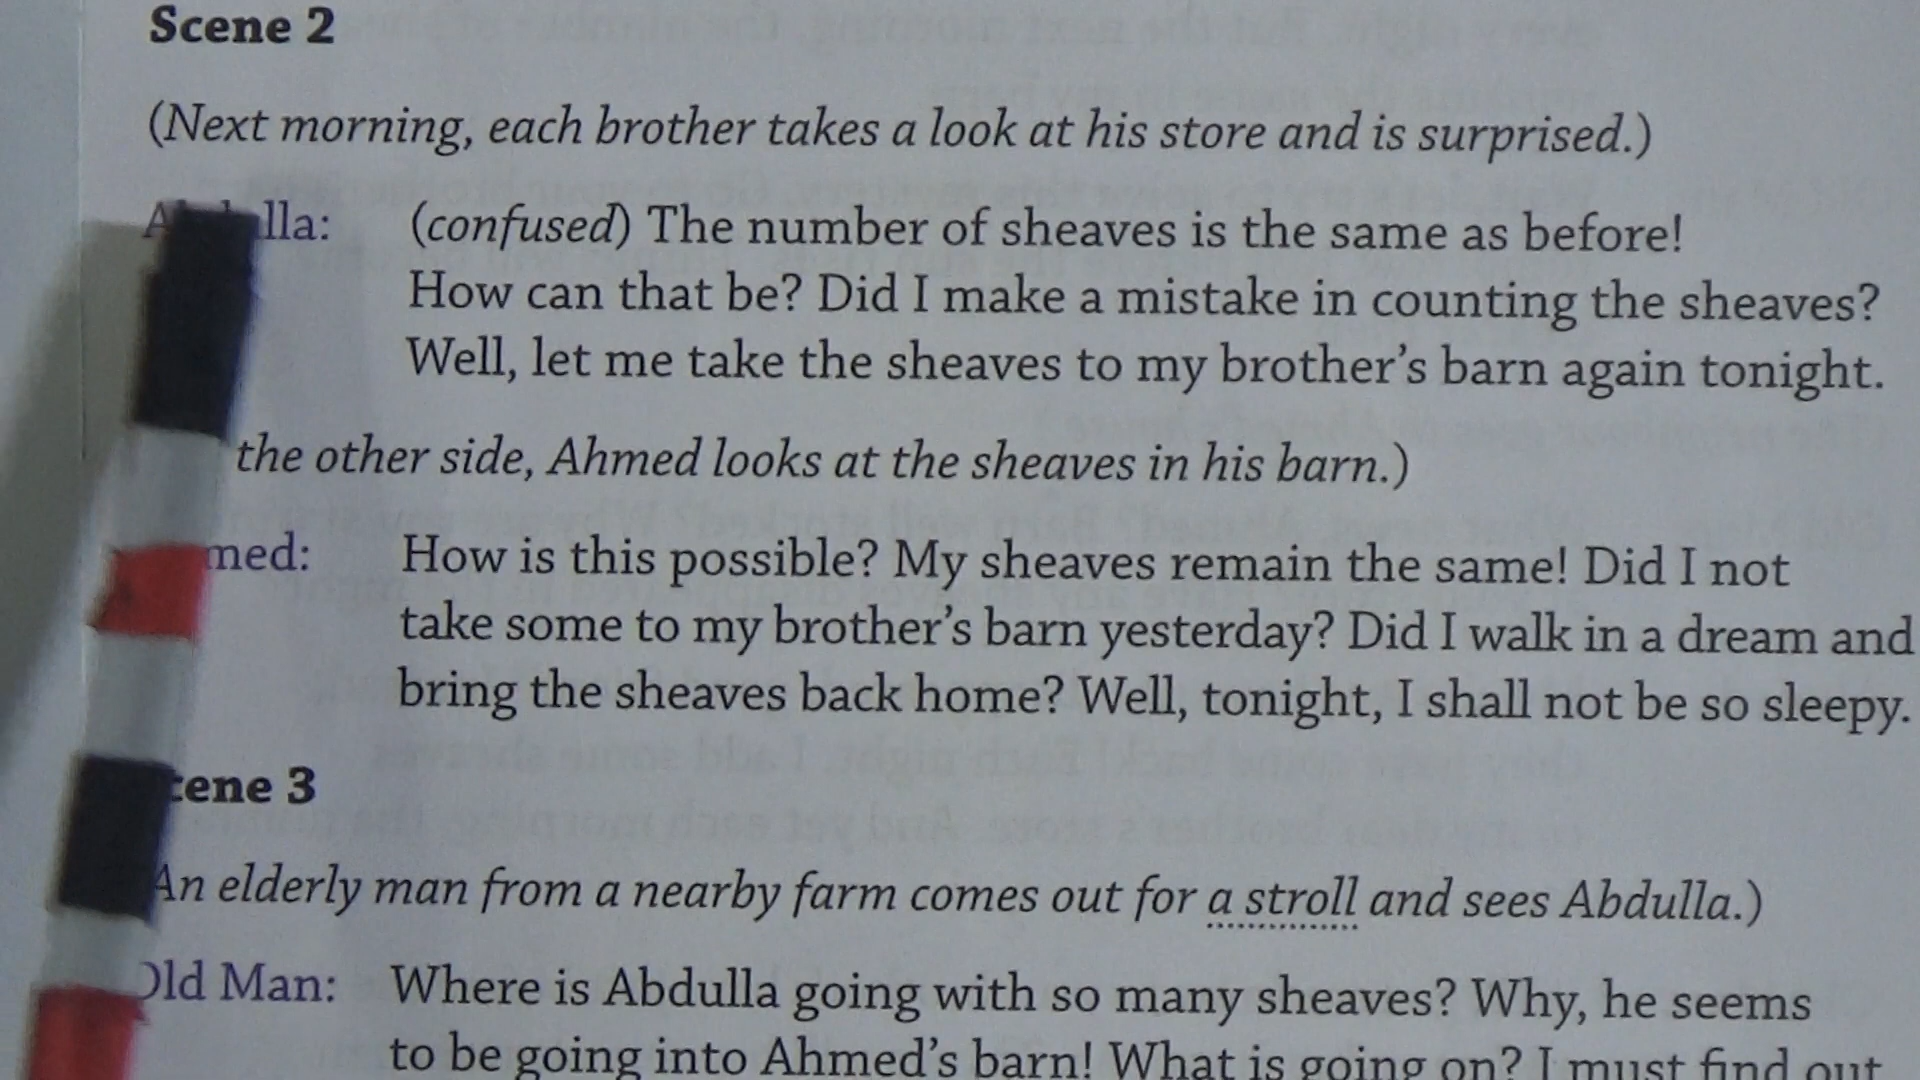 Scene 2
(Next morning, each brother takes a look at his store and is surprised.)
Abdulla: (confused) The number of sheaves is the same as before!
How can that be? Did I make a mistake in counting the sheaves?
Well, let me take the sheaves to my brother's barn again tonight.
the other side, Ahmed looks at the sheaves in his barn.)
med: How is this possible? My sheaves remain the same! Did I not
take some to my brother's barn yesterday? Did I walk in a dream and
bring the sheaves back home? Well, tonight, I shall not be so sleepy.
cene 3
An elderly man from a nearby farm comes out for a stroll and sees Abdulla.)
Old Man: Where is Abdulla going with so many sheaves? Why, he seems
to be going into Ahmed's barn! What is going on? I must find out